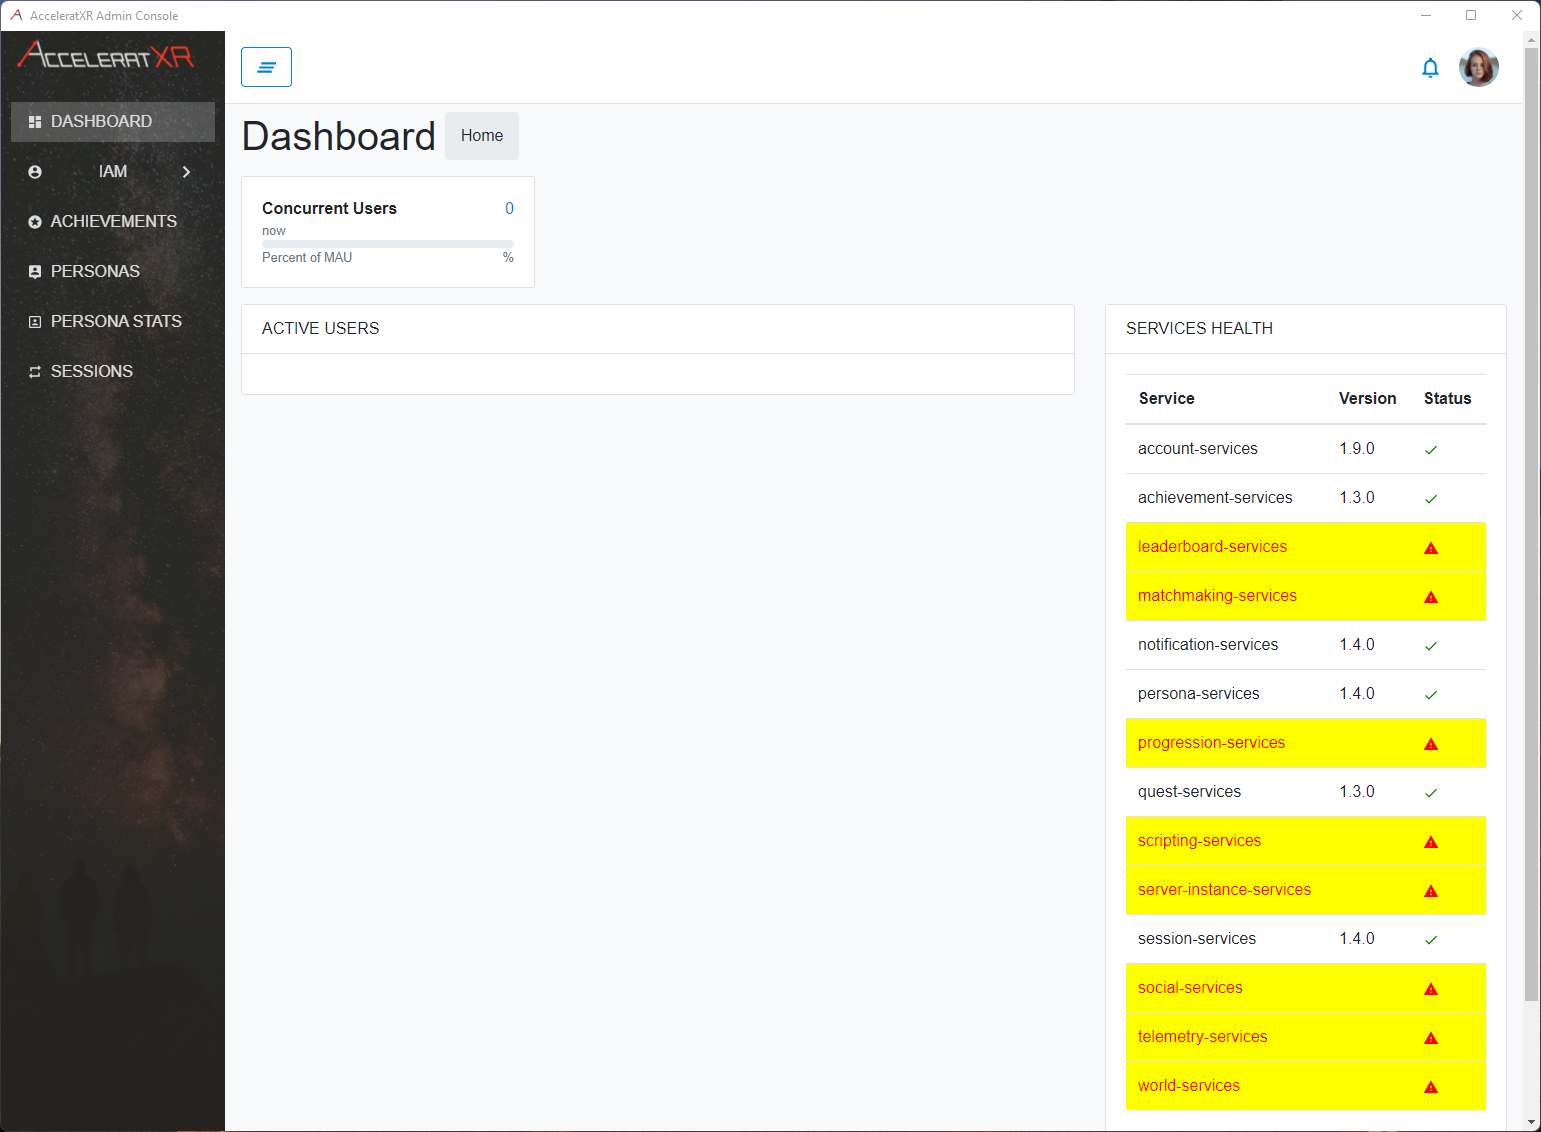 AcceleratXR Admin Console
ACCELERATXR
DASHBOARD
IAM
ACHIEVEMENTS
PERSONAS
PERSONA STATS
SESSIONS
Dashboard
Home
Concurrent Users 0
now
Percent of MAU %
ACTIVE USERS
SERVICES HEALTH
Service Version Status
account-services 1.9.0
achievement-services 1.3.0
leaderboard-services
matchmaking-services
notification-services 1.4.0
persona-services 1.4.0
progression-services
quest-services 1.3.0
scripting-services
server-instance-services
session-services 1.4.0
social-services
telemetry-services
world-services